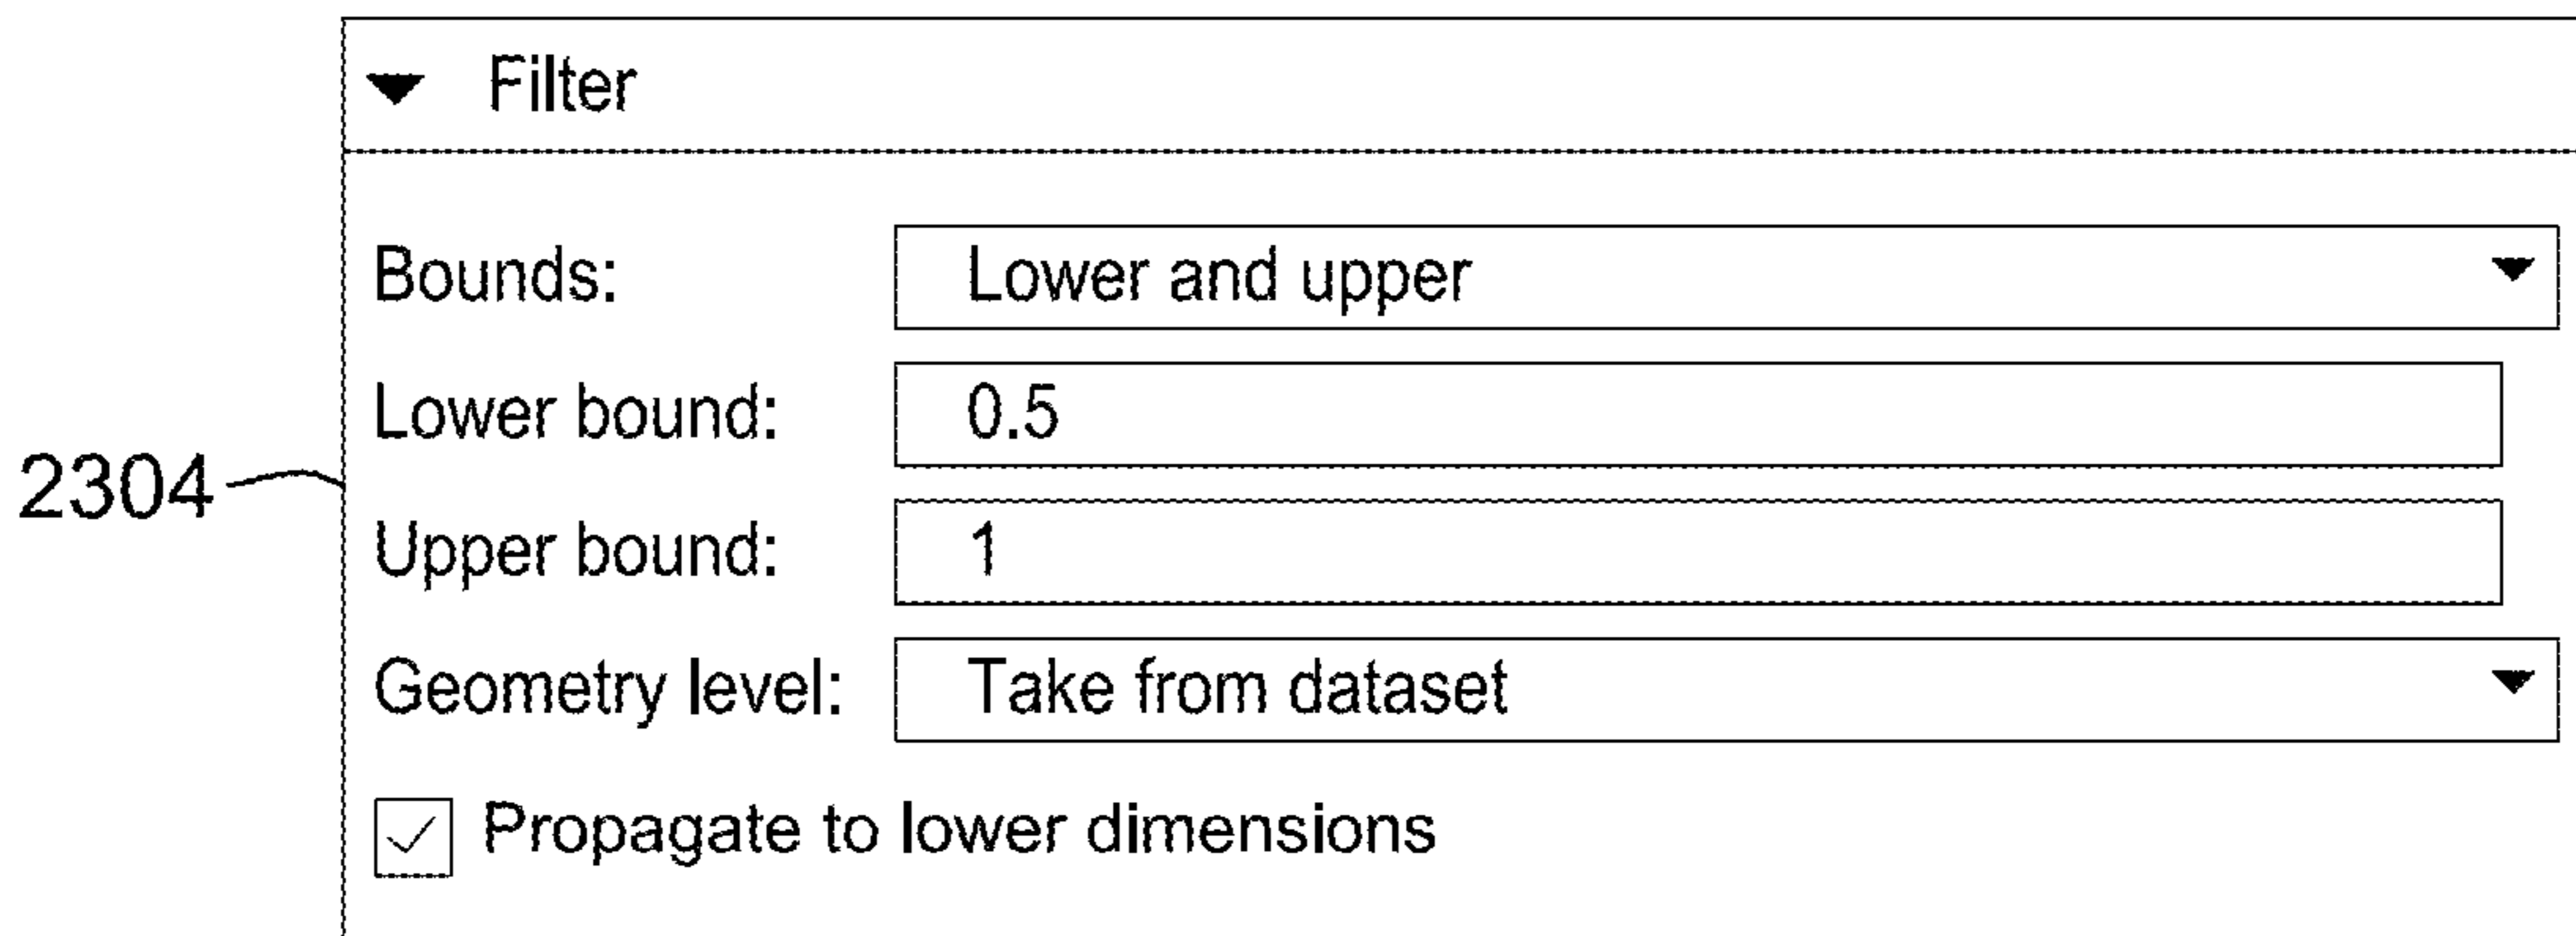 Filter
Bounds: Lower and upper
Lower bound: 0.5
2304
Upper bound: 1
Geometry level: Take from dataset
Propagate to lower dimensions